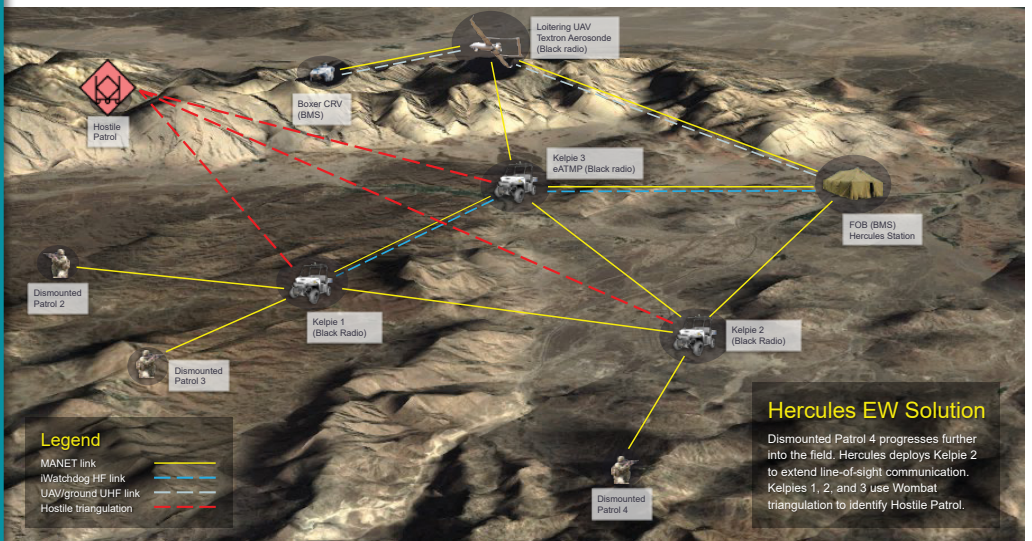 Loitering UAV
Textron Aerosonde
(Black radio)
Boxer CRV
(BMS)
Hostile
Patrol
Kelpie 3
eATMP (Black radio)
FOB (BMS)
Hercules Station
Dismounted
Patrol 2
Kelpie 1
(Black Radio)
Kelpie 2
(Black Radio)
Dismounted
Patrol 3
Dismounted
Patrol 4
Legend
MANET link
iWatchdog HF link
UAV/ground UHF link
Hostile triangulation
Hercules EW Solution
Dismounted Patrol 4 progresses further
into the field. Hercules deploys Kelpie 2
to extend line-of-sight communication.
Kelpies 1, 2, and 3 use Wombat
triangulation to identify Hostile Patrol.